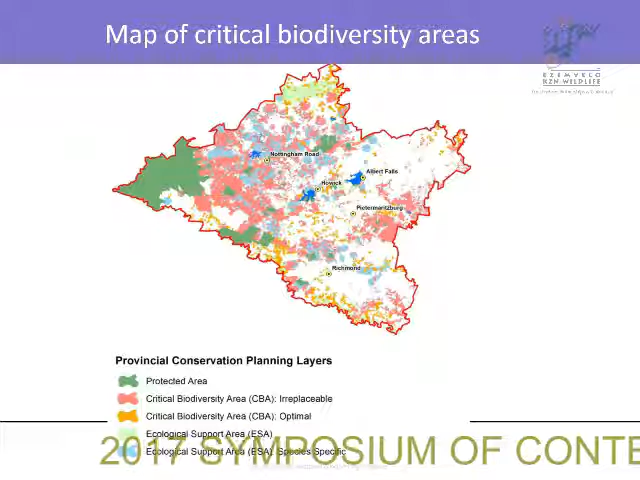 Map of critical biodiversity areas
EZEMVELO
KZN WILDLIFE
Nottingham Road
Albert Falls
Howick
Pietermaritzburg
Richmond
Provincial Conservation Planning Layers
Protected Area
Critical Biodiversity Area (CBA): Irreplaceable
Critical Biodiversity Area (CBA): Optimal
Ecological Support Area (ESA)
Ecological Support Area (ESA): Species Specific
2017 SYMPOSIUM OF CONTE